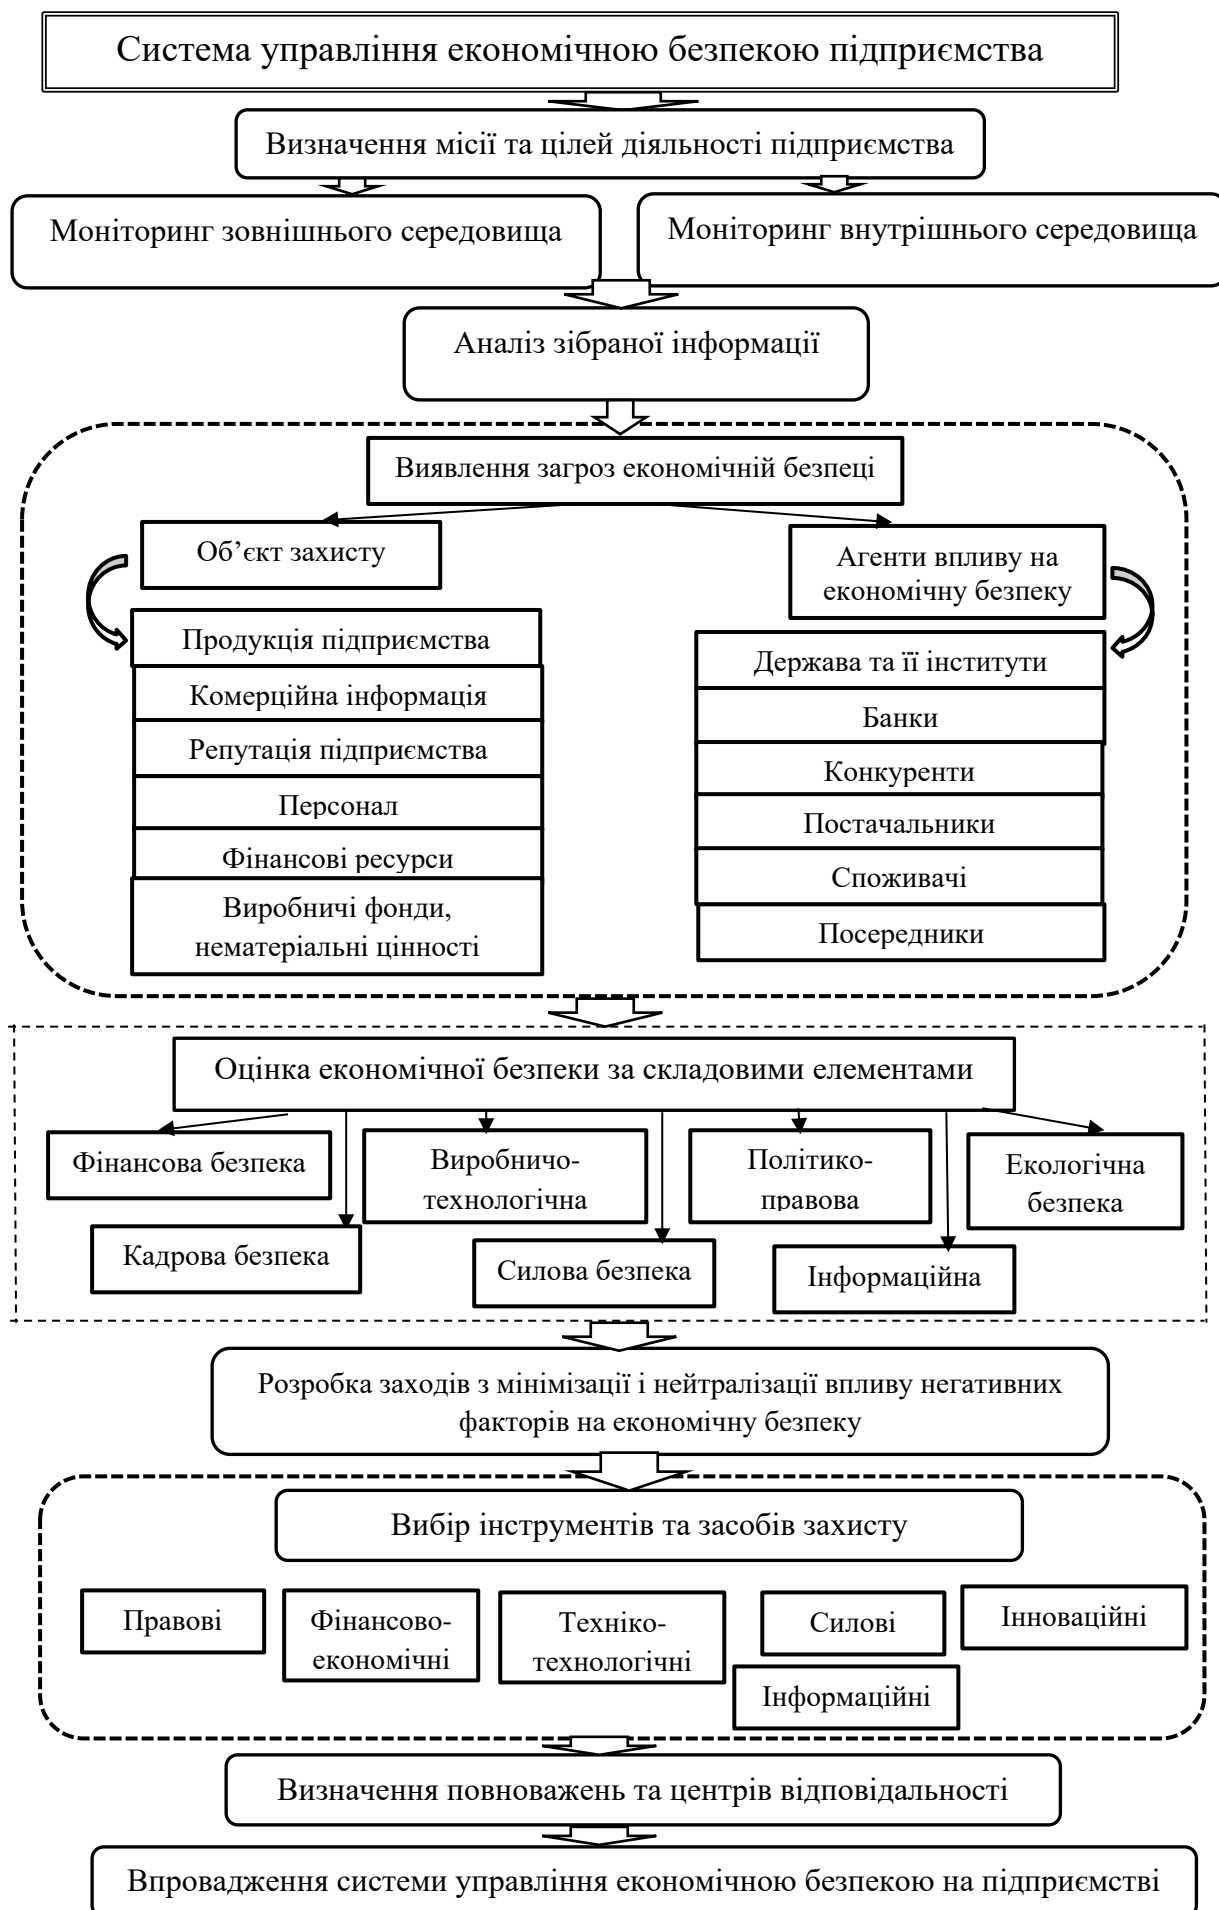 Система управління економічною безпекою підприємства
Визначення місії та цілей діяльності підприємства
Моніторинг зовнішнього середовища
Моніторинг внутрішнього середовища
Аналіз зібраної інформації
Виявлення загроз економічній безпеці
Об’єкт захисту
Агенти впливу на
економічну безпеку
Продукція підприємства
Комерційна інформація
Репутація підприємства
Персонал
Фінансові ресурси
Виробничі фонди,
нематеріальні цінності
Держава та її інститути
Банки
Конкуренти
Постачальники
Споживачі
Посередники
Оцінка економічної безпеки за складовими елементами
Фінансова безпека
Виробничо-
технологічна
Політико-
правова
Екологічна
безпека
Кадрова безпека
Силова безпека
Інформаційна
Розробка заходів з мінімізації і нейтралізації впливу негативних
факторів на економічну безпеку
Вибір інструментів та засобів захисту
Правові
Фінансово-
економічні
Техніко-
технологічні
Силові
Інноваційні
Інформаційні
Визначення повноважень та центрів відповідальності
Впровадження системи управління економічною безпекою на підприємстві